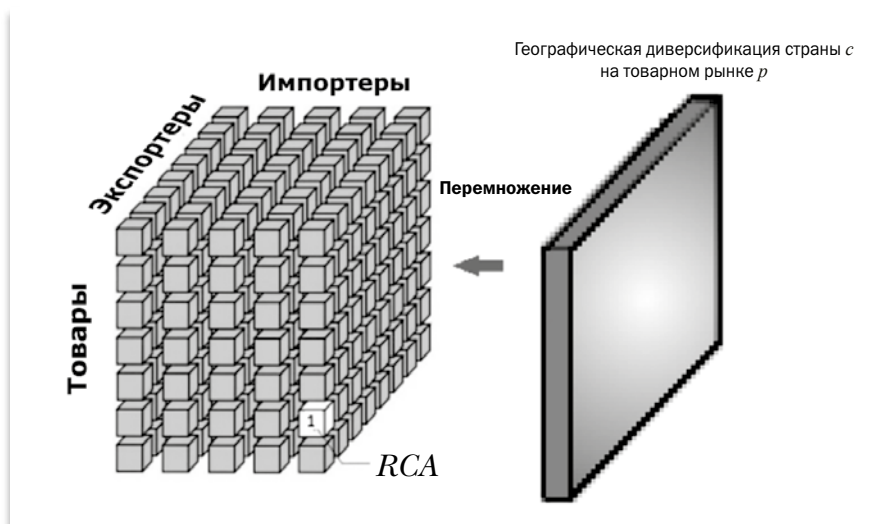 Географическая диверсификация страны c
на товарном рынке p
Импортеры
Экспортеры
Перемножение
Товары
1
RCA